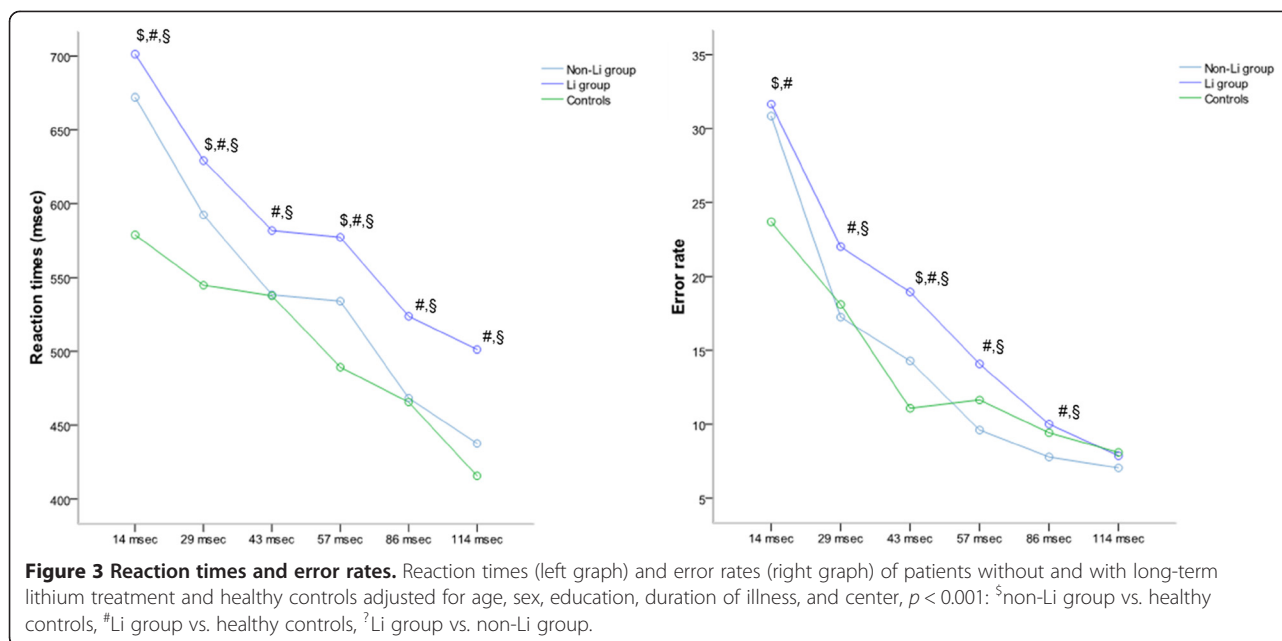 $,#,§
$,#,§
#,§
$,#,§
#,§
#,§
Non-Li group
Li group
Controls
Reaction times (msec)
700
650
600
550
500
450
400
14 msec 29 msec 43 msec 57 msec 86 msec 114 msec
$,#
#,§
$,#,§
#,§
#,§
Non-Li group
Li group
Controls
Error rate
35
30
25
20
15
10
5
14 msec 29 msec 43 msec 57 msec 86 msec 114 msec
Figure 3 Reaction times and error rates. Reaction times (left graph) and error rates (right graph) of patients without and with long-term
lithium treatment and healthy controls adjusted for age, sex, education, duration of illness, and center, p < 0.001: $non-Li group vs. healthy
controls, #Li group vs. healthy controls, ?Li group vs. non-Li group.